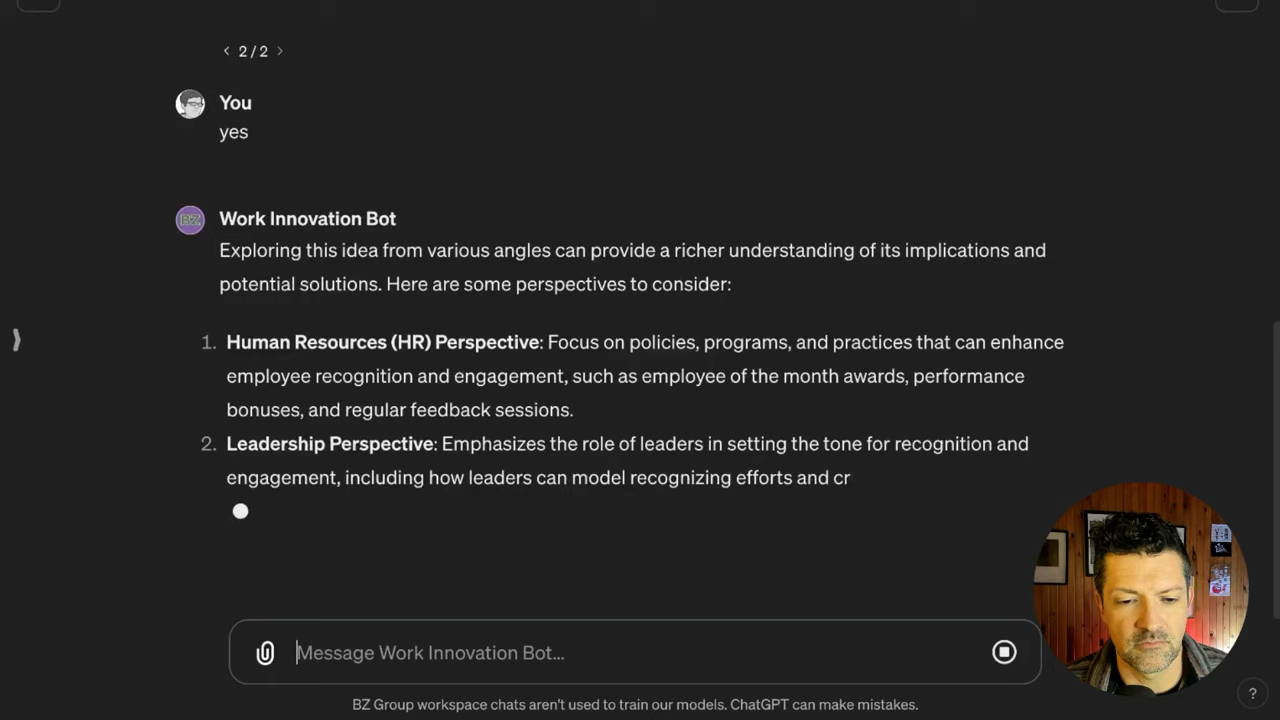 2 / 2
You
yes
BZ
Work Innovation Bot
Exploring this idea from various angles can provide a richer understanding of its implications and
potential solutions. Here are some perspectives to consider:
1. Human Resources (HR) Perspective: Focus on policies, programs, and practices that can enhance
employee recognition and engagement, such as employee of the month awards, performance
bonuses, and regular feedback sessions.
2. Leadership Perspective: Emphasizes the role of leaders in setting the tone for recognition and
engagement, including how leaders can model recognizing efforts and cr
Message Work Innovation Bot...
BZ Group workspace chats aren't used to train our models. ChatGPT can make mistakes.
?